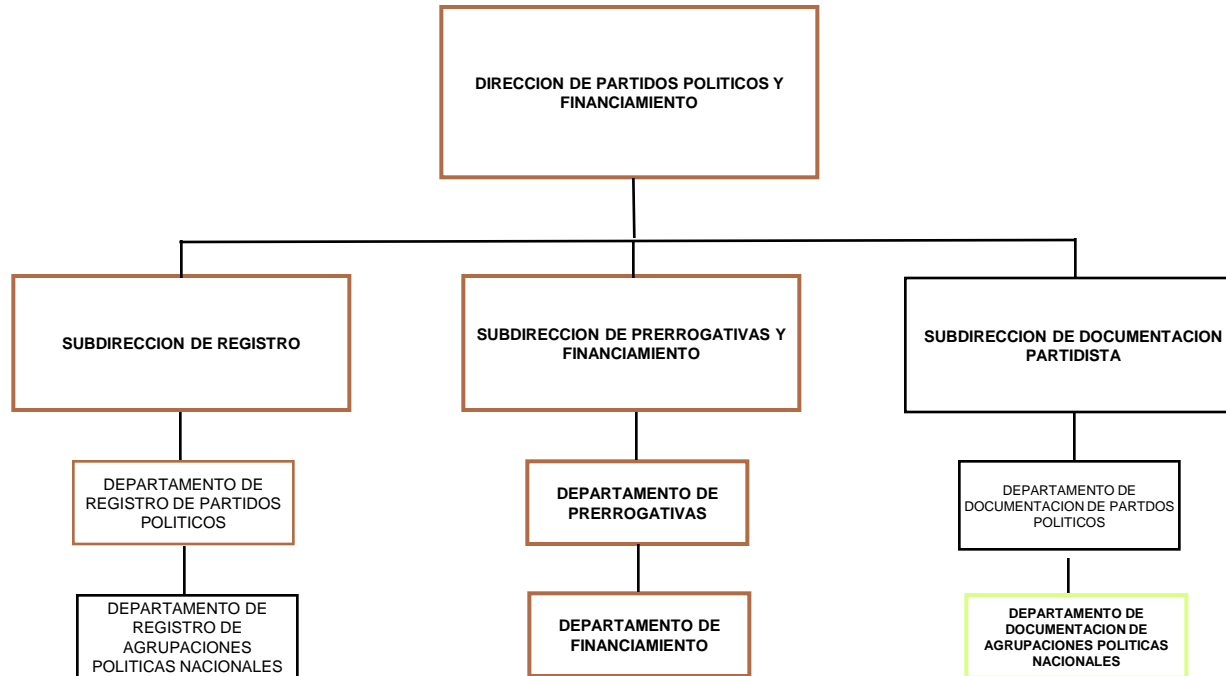 DIRECCION DE PARTIDOS POLITICOS Y
FINANCIAMIENTO
SUBDIRECCION DE REGISTRO
SUBDIRECCION DE PRERROGATIVAS Y
FINANCIAMIENTO
SUBDIRECCION DE DOCUMENTACION
PARTIDISTA
DEPARTAMENTO DE
REGISTRO DE PARTIDOS
POLITICOS
DEPARTAMENTO DE
PRERROGATIVAS
DEPARTAMENTO DE
DOCUMENTACION DE PARTDOS
POLITICOS
DEPARTAMENTO DE
REGISTRO DE
AGRUPACIONES
POLITICAS NACIONALES
DEPARTAMENTO DE
FINANCIAMIENTO
DEPARTAMENTO DE
DOCUMENTACION DE
AGRUPACIONES POLITICAS
NACIONALES